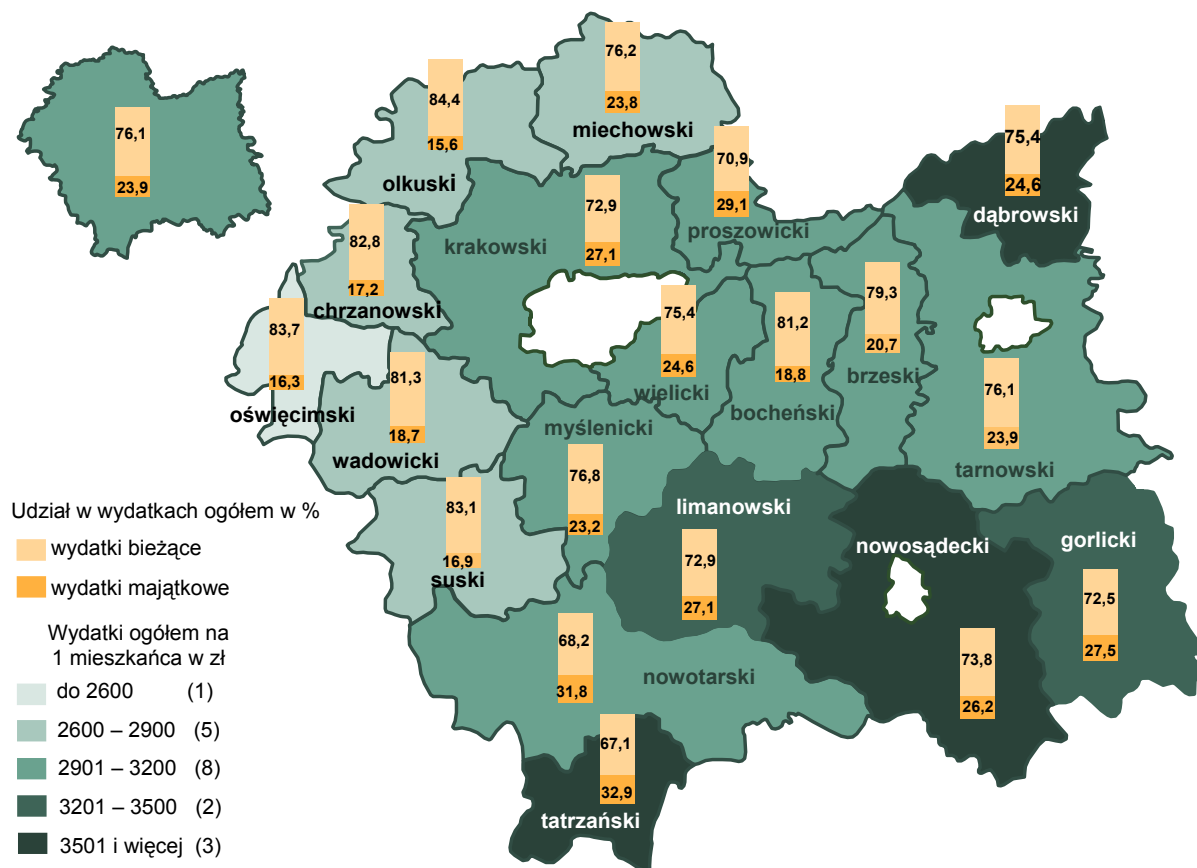 76,1
23,9
84,4
15,6
olkuski
76,2
23,8
miechowski
70,9
29,1
proszowicki
75,4
24,6
dąbrowski
72,9
27,1
krakowski
82,8
17,2
chrzanowski
83,7
16,3
oświęcimski
81,3
18,7
wadowicki
75,4
24,6
wielicki
81,2
18,8
bocheński
79,3
20,7
brzeski
76,1
23,9
tarnowski
myślenicki
76,8
23,2
83,1
16,9
suski
limanowski
72,9
27,1
nowosądecki
73,8
26,2
gorlicki
72,5
27,5
68,2
31,8
nowotarski
67,1
32,9
tatrzański
Udział w wydatkach ogółem w %
wydatki bieżące
wydatki majątkowe
Wydatki ogółem na
1 mieszkańca w zł
do 2600 (1)
2600 – 2900 (5)
2901 – 3200 (8)
3201 – 3500 (2)
3501 i więcej (3)